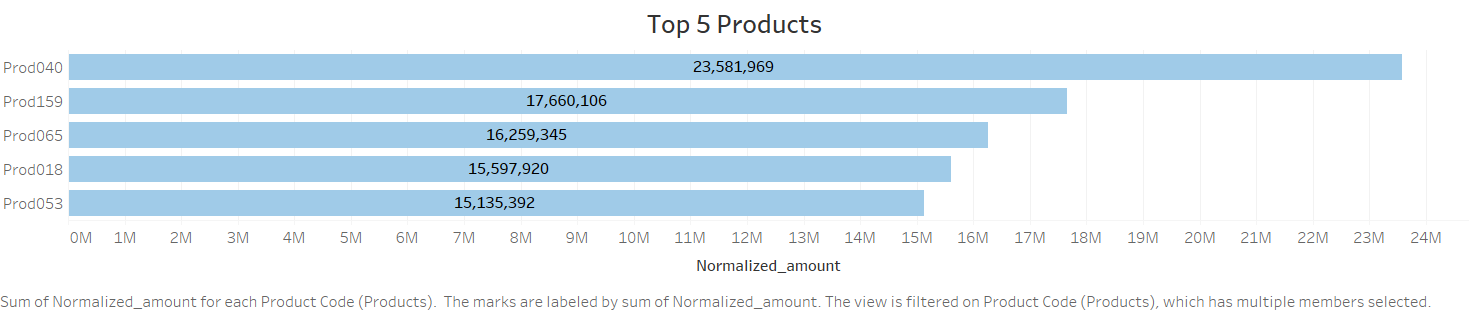 Top 5 Products
Prod040 23,581,969
Prod159 17,660,106
Prod065 16,259,345
Prod018 15,597,920
Prod053 15,135,392
0M 1M 2M 3M 4M 5M 6M 7M 8M 9M 10M 11M 12M 13M 14M 15M 16M 17M 18M 19M 20M 21M 22M 23M 24M
Normalized_amount
Sum of Normalized_amount for each Product Code (Products).  The marks are labeled by sum of Normalized_amount. The view is filtered on Product Code (Products), which has multiple members selected.